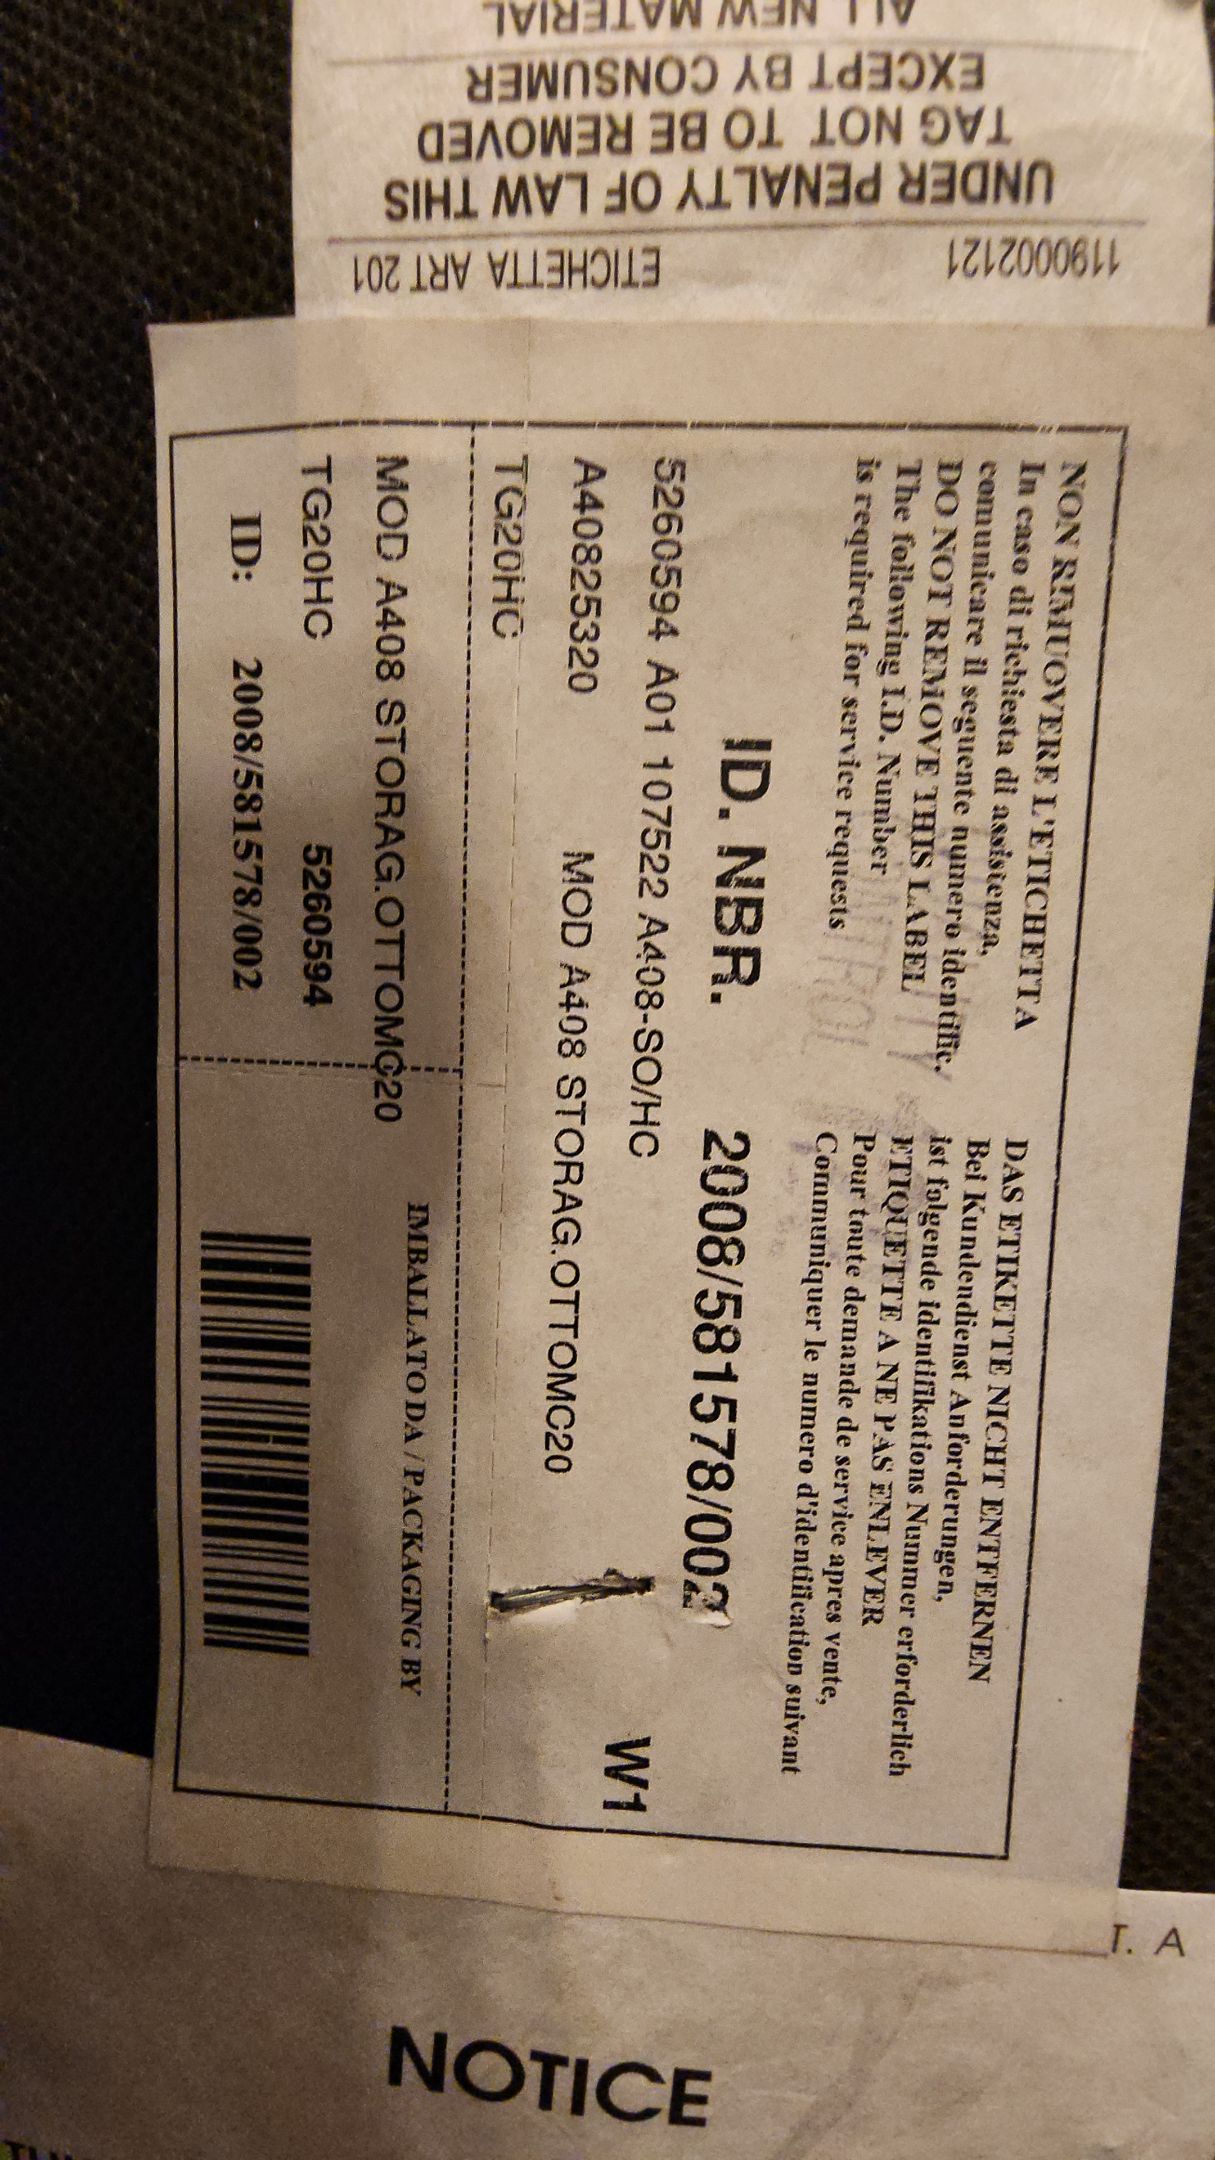 ALL NEW MATERIAL
EXCEPT BY CONSUMER
TAG NOT TO BE REMOVED
UNDER PENALTY OF LAW THIS
1190002121 ETICHETTA ART 201
NON RIMUOVERE L'ETICHETTA
In caso di richiesta di assistenza,
comunicare il seguente numero identific.
DO NOT REMOVE THIS LABEL
The following I.D. Number
is required for service requests
DAS ETIKETTE NICHT ENTFERNEN
Bei Kundendienst Anforderungen,
ist folgende identifikations Nummer erforderlich
ETIQUETTE A NE PAS ENLEVER
Pour toute demande de service apres vente,
Communiquer le numero d'identification suivant
ID. NBR. 2008/581578/002
5260594 A01 107522 A408-SO/HC W1
A40825320 MOD A408 STORAG.OTTOMC20
TG20HC
MOD A408 STORAG.OTTOMC20
TG20HC 5260594
ID: 2008/581578/002
IMBALLATO DA / PACKAGING BY
T. A
NOTICE